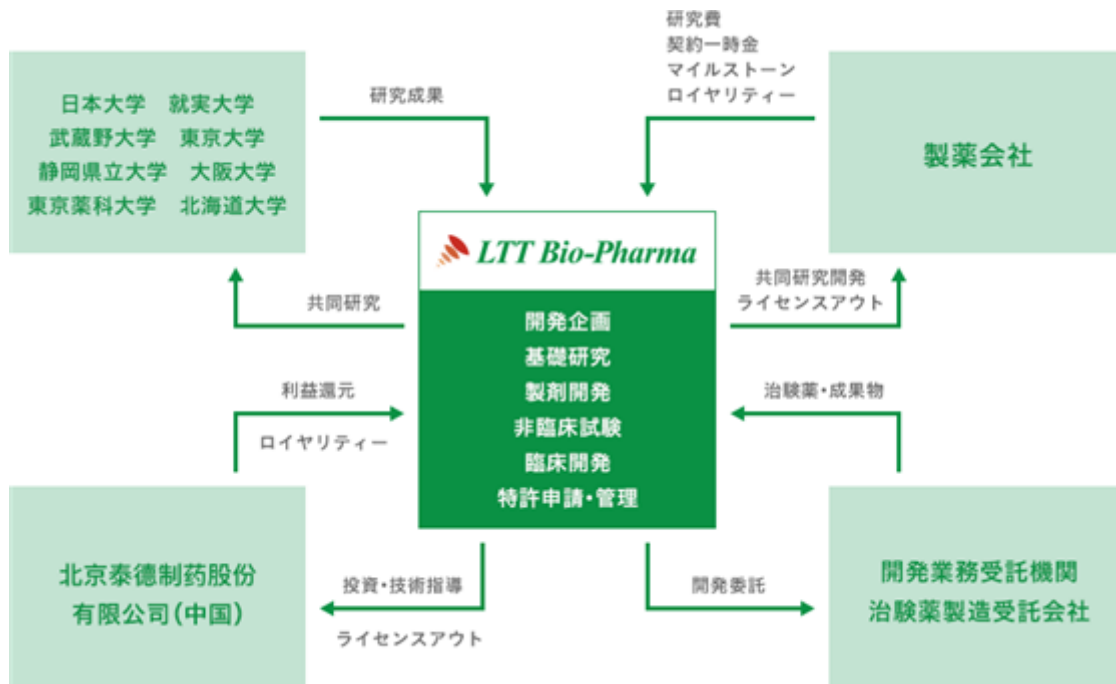 研究費
契約一時金
マイルストーン
ロイヤリティー
研究成果
日本大学 就実大学
武蔵野大学 東京大学
静岡県立大学 大阪大学
東京薬科大学 北海道大学
製薬会社
LTT Bio-Pharma
共同研究
共同研究開発
ライセンスアウト
開発企画
基礎研究
製剤開発
非臨床試験
臨床開発
特許申請・管理
利益還元
ロイヤリティー
治験薬・成果物
北京泰德制药股份
有限公司(中国)
投資・技術指導
ライセンスアウト
開発委託
開発業務受託機関
治験薬製造受託会社